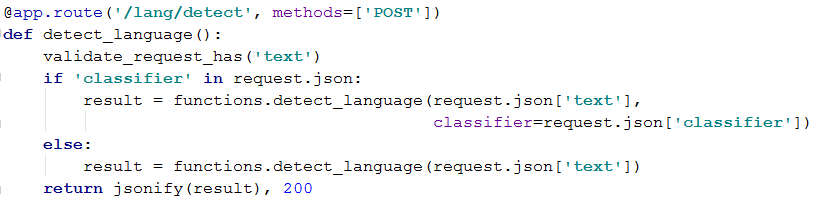 @app.route('/lang/detect', methods=['POST'])
def detect_language():
    validate_request_has('text')
    if 'classifier' in request.json:
        result = functions.detect_language(request.json['text'],
                                           classifier=request.json['classifier'])
    else:
        result = functions.detect_language(request.json['text'])
    return jsonify(result), 200